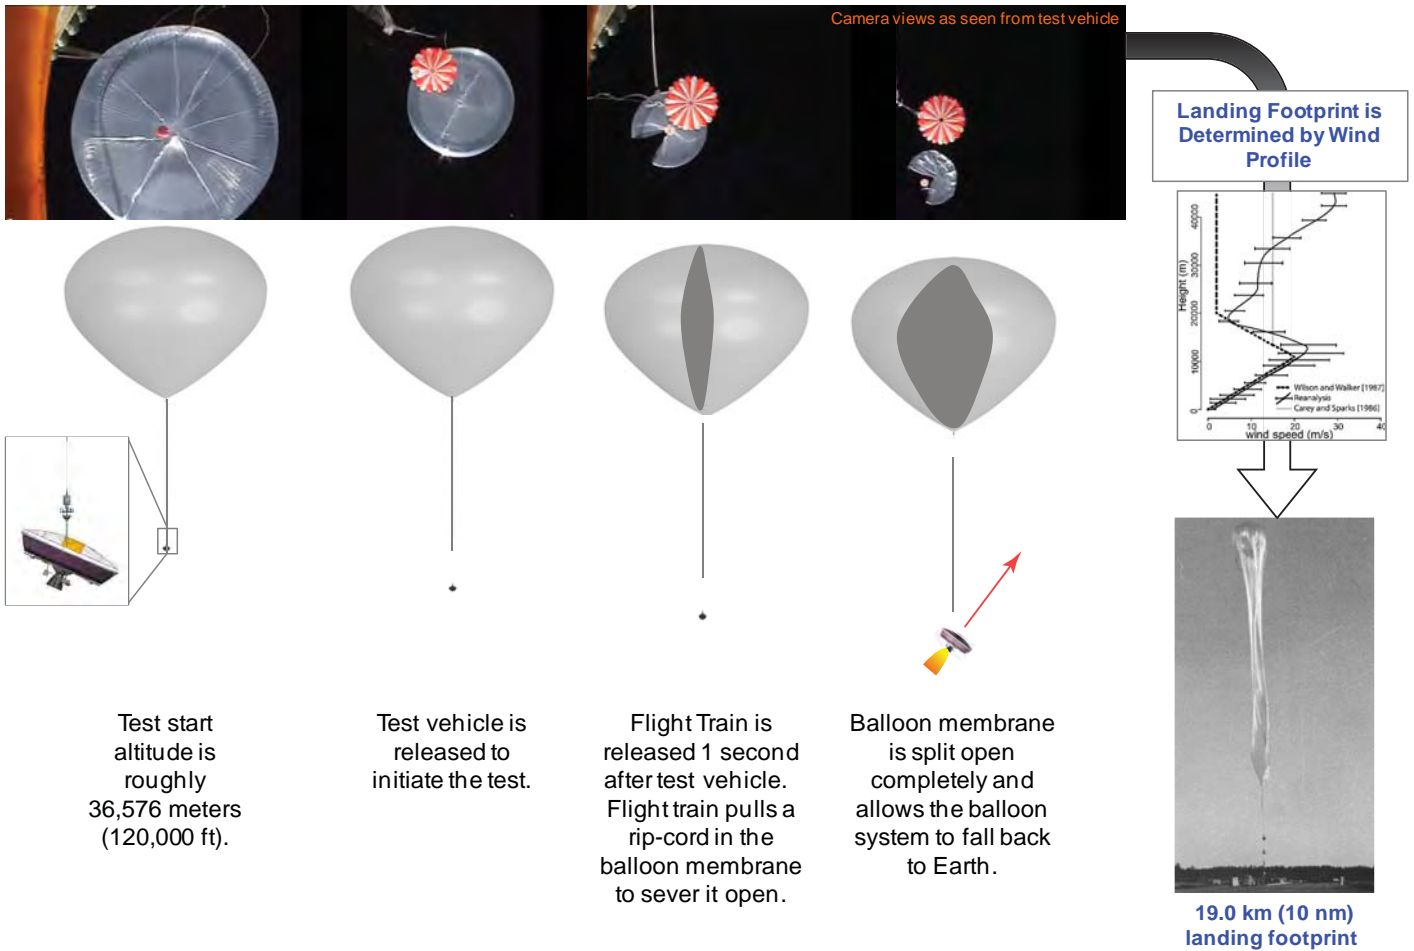 Camera views as seen from test vehicle
Landing Footprint is
Determined by Wind
Profile
Height (m)
40000
30000
20000
10000
0
Wilson and Walker [1987]
Reanalysis
Carey and Sparks [1986]
0 10 20 30 40
wind speed (m/s)
Test start
altitude is
roughly
36,576 meters
(120,000 ft).
Test vehicle is
released to
initiate the test.
Flight Train is
released 1 second
after test vehicle.
Flight train pulls a
rip-cord in the
balloon membrane
to sever it open.
Balloon membrane
is split open
completely and
allows the balloon
system to fall back
to Earth.
19.0 km (10 nm)
landing footprint